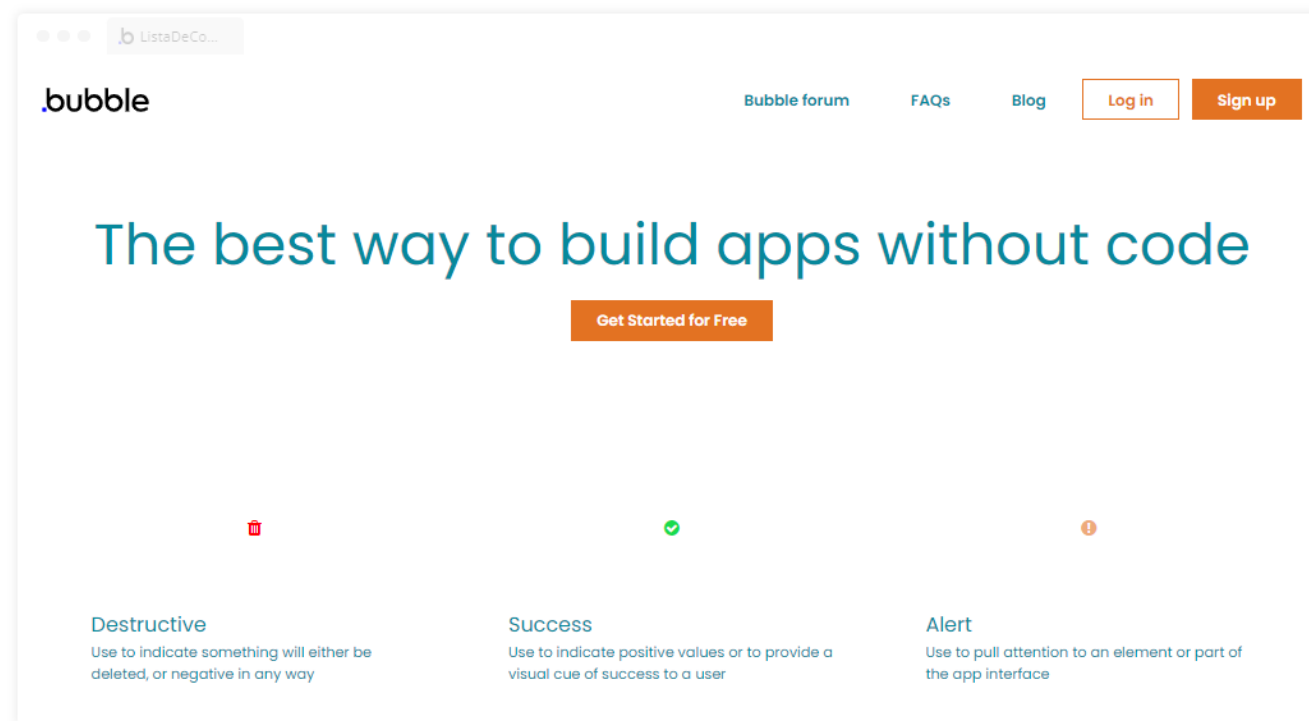 .b ListaDeCo...
.bubble
Bubble forum FAQs Blog Log in Sign up
The best way to build apps without code
Get Started for Free
Destructive
Use to indicate something will either be
deleted, or negative in any way
Success
Use to indicate positive values or to provide a
visual cue of success to a user
Alert
Use to pull attention to an element or part of
the app interface